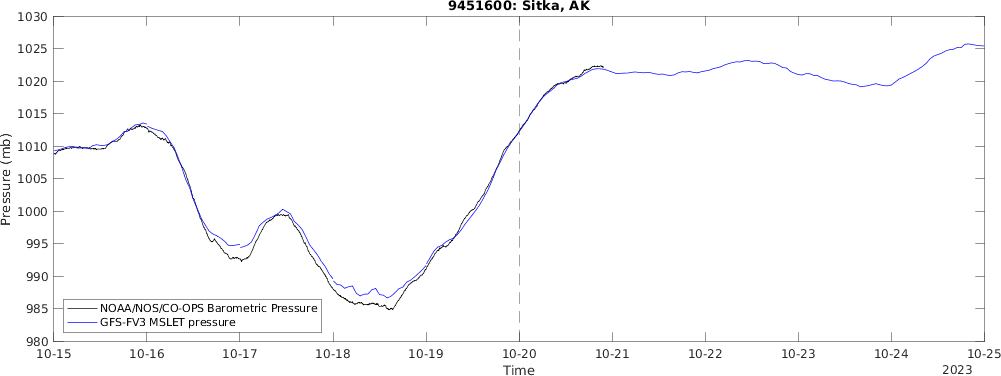 9451600: Sitka, AK
1030
1025
1020
1015
1010
1005
1000
995
990
985
980
Pressure (mb)
NOAA/NOS/CO-OPS Barometric Pressure
GFS-FV3 MSLET pressure
10-15 10-16 10-17 10-18 10-19 10-20 10-21 10-22 10-23 10-24 10-25
Time
2023